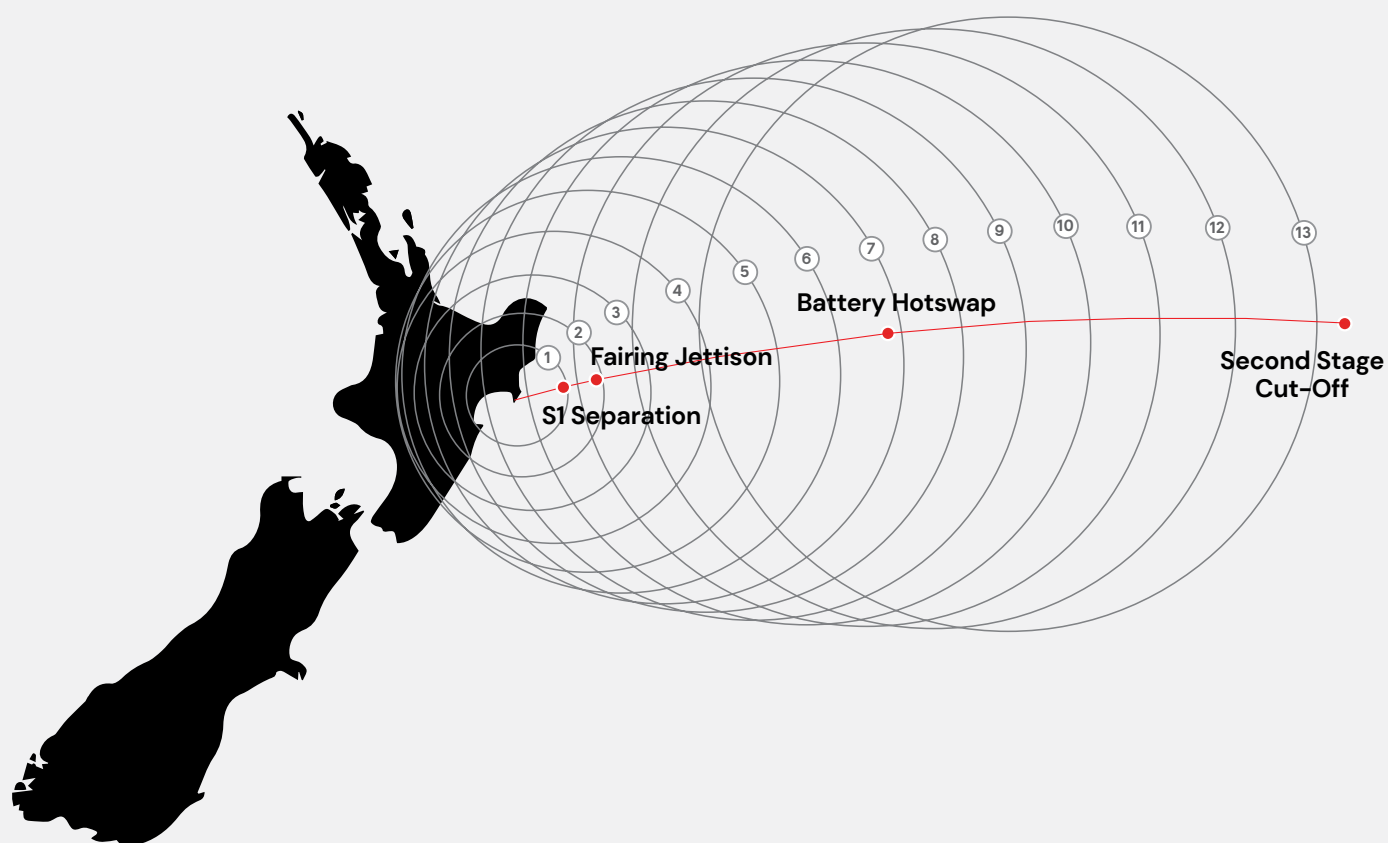 13
12
11
10
9
8
7
6
5
4
3
2
1
Battery Hotswap
Fairing Jettison
S1 Separation
Second Stage
Cut-Off